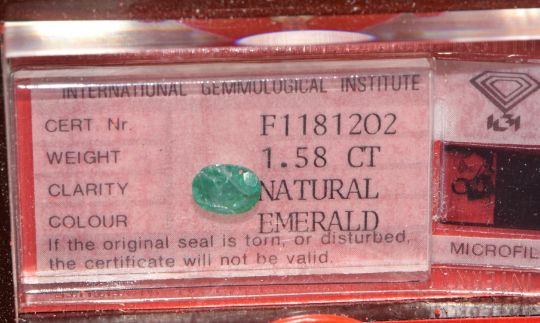 INTERNATIONAL GEMMOLOGICAL INSTITUTE
CERT. Nr. F1181202
WEIGHT 1.58 CT
CLARITY NATURAL
COLOUR EMERALD
If the original seal is torn, or disturbed,
the certificate will not be valid.
IGI
MICROFIL